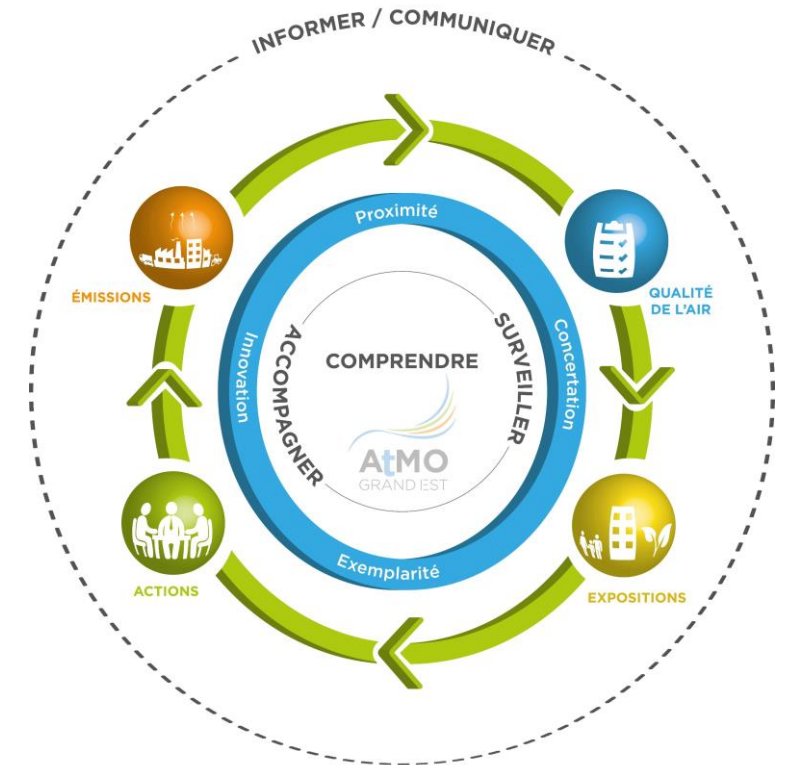 INFORMER / COMMUNIQUER
Proximité
ÉMISSIONS
QUALITÉ
DE L'AIR
Innovation
Concertation
ACCOMPAGNER
COMPRENDRE
SURVEILLER
AtMO
GRAND EST
Exemplarité
ACTIONS
EXPOSITIONS